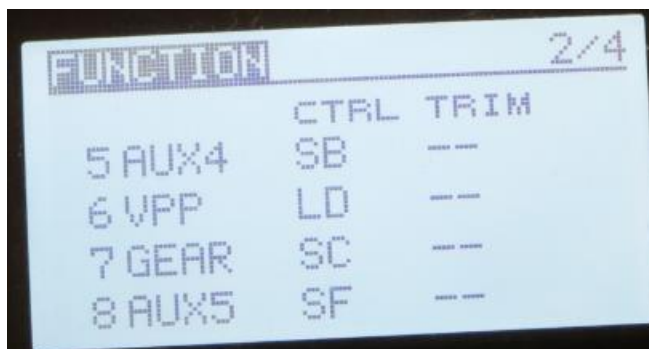 FUNCTION 2/4
CTRL TRIM
5 AUX4 SB --
6 VPP LD --
7 GEAR SC --
8 AUX5 SF --